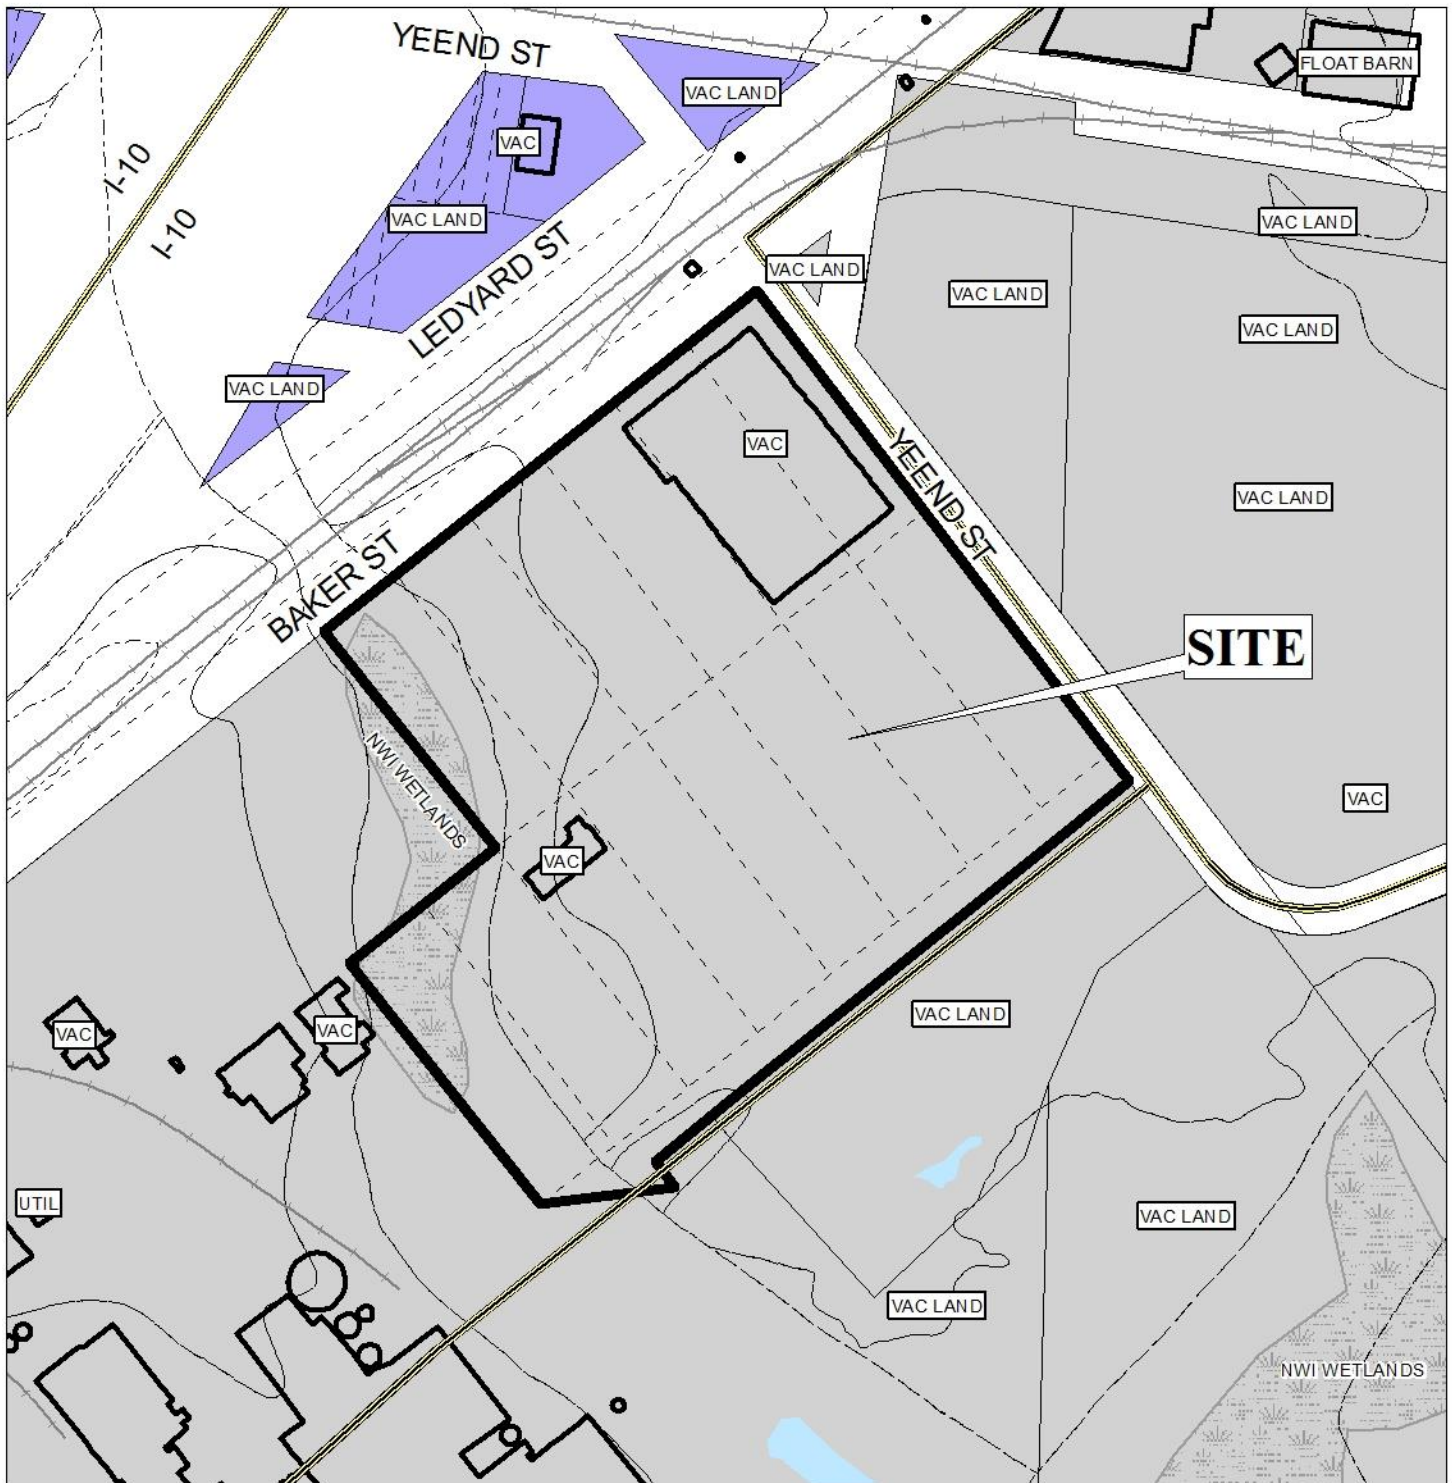 YEEND ST
FLOAT BARN
VAC LAND
VAC
I-10
VAC LAND
VAC LAND
I-10
LEDYARD ST
VAC LAND
VAC LAND
VAC LAND
VAC LAND
VAC
YEEND ST
VAC LAND
BAKER ST
SITE
NWI WETLANDS
VAC
VAC
VAC LAND
VAC
VAC
UTIL
VAC LAND
VAC LAND
NWI WETLANDS